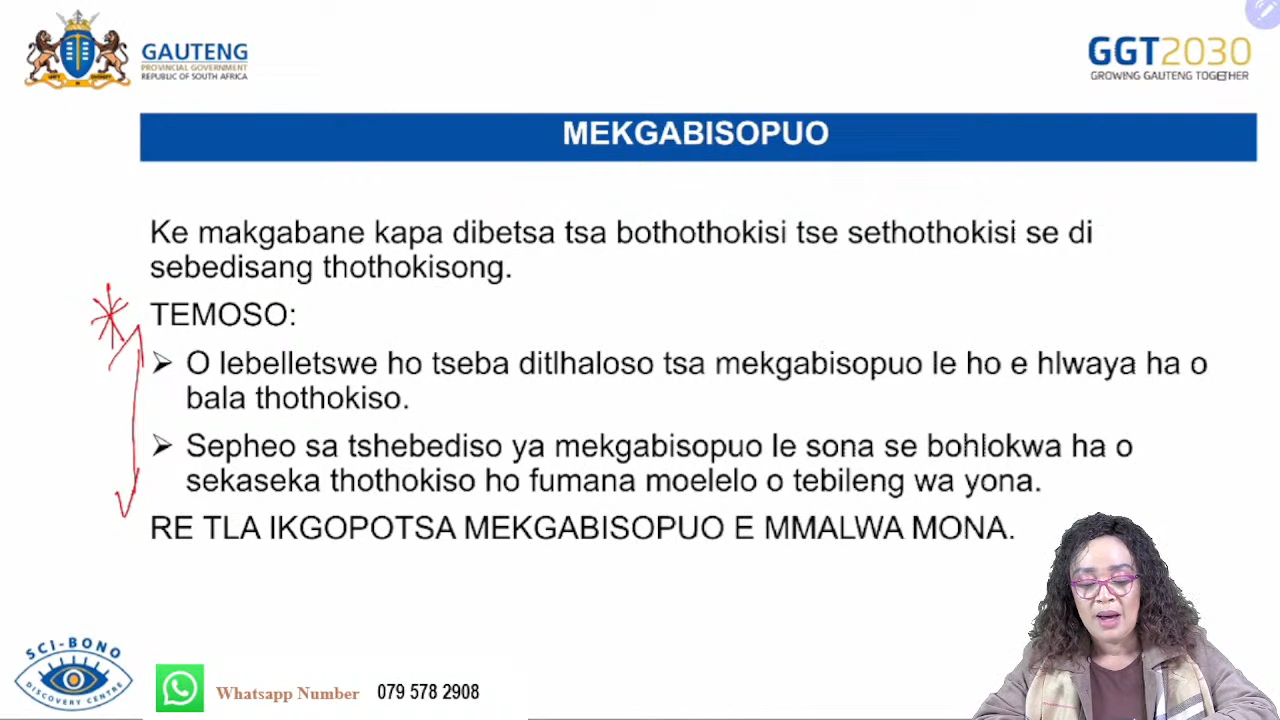 GAUTENG
PROVINCIAL GOVERNMENT
REPUBLIC OF SOUTH AFRICA
GGT2030
GROWING GAUTENG TOGETHER
MEKGABISOPUO
Ke makgabane kapa dibetsa tsa bothothokisi tse sethothokisi se di
sebedisang thothokisong.
TEMOSO:
➢ O lebelletswe ho tseba ditlhaloso tsa mekgabisopuo le ho e hlwaya ha o
bala thothokiso.
➢ Sepheo sa tshebediso ya mekgabisopuo le sona se bohlokwa ha o
sekaseka thothokiso ho fumana moelelo o tebileng wa yona.
RE TLA IKGOPOTSA MEKGABISOPUO E MMALWA MONA.
SCI-BONO
DISCOVERY CENTRE
Whatsapp Number 079 578 2908